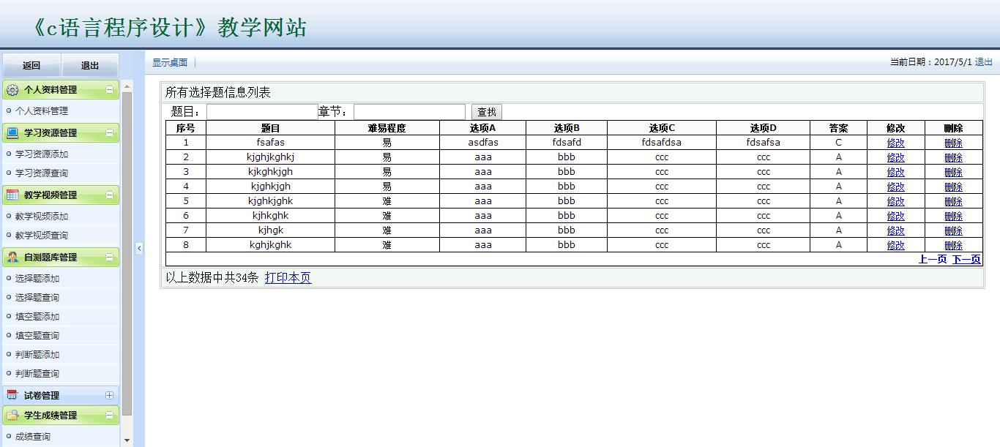 《c语言程序设计》教学网站
返回 退出
个人资料管理
个人资料管理
学习资源管理
学习资源添加
学习资源查询
教学视频管理
教学视频添加
教学视频查询
自测题库管理
选择题添加
选择题查询
填空题添加
填空题查询
判断题添加
判断题查询
试卷管理
学生成绩管理
成绩查询
显示桌面 当前日期：2017/5/1 退出
所有选择题信息列表
题目： 章节： 查找
序号 题目 难易程度 选项A 选项B 选项C 选项D 答案 修改 删除
1 fsafas 易 asdfas fdsafd fdsafdsa fdsafsa C 修改 删除
2 kjghjkghkj 易 aaa bbb ccc ccc A 修改 删除
3 kjkghkjgh 易 aaa bbb ccc ccc A 修改 删除
4 kjghkjgh 易 aaa bbb ccc ccc A 修改 删除
5 kjghkjghk 难 aaa bbb ccc ccc A 修改 删除
6 kjhkghk 难 aaa bbb ccc ccc A 修改 删除
7 kjhgk 难 aaa bbb ccc ccc A 修改 删除
8 kghjkghk 难 aaa bbb ccc ccc A 修改 删除
上一页 下一页
以上数据中共34条 打印本页